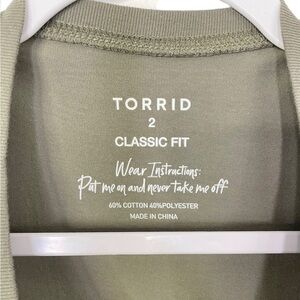 TORRID
2
CLASSIC FIT
Wear Instructions:
Put me on and never take me off
60% COTTON 40%POLYESTER
MADE IN CHINA